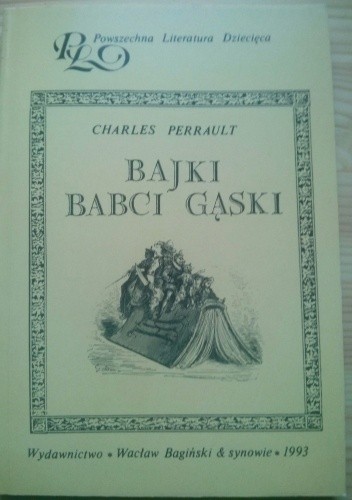 PLD Powszechna Literatura Dziecięca
CHARLES PERRAULT
BAJKI
BABCI GĄSKI
Wydawnictwo • Wacław Bagiński & synowie • 1993